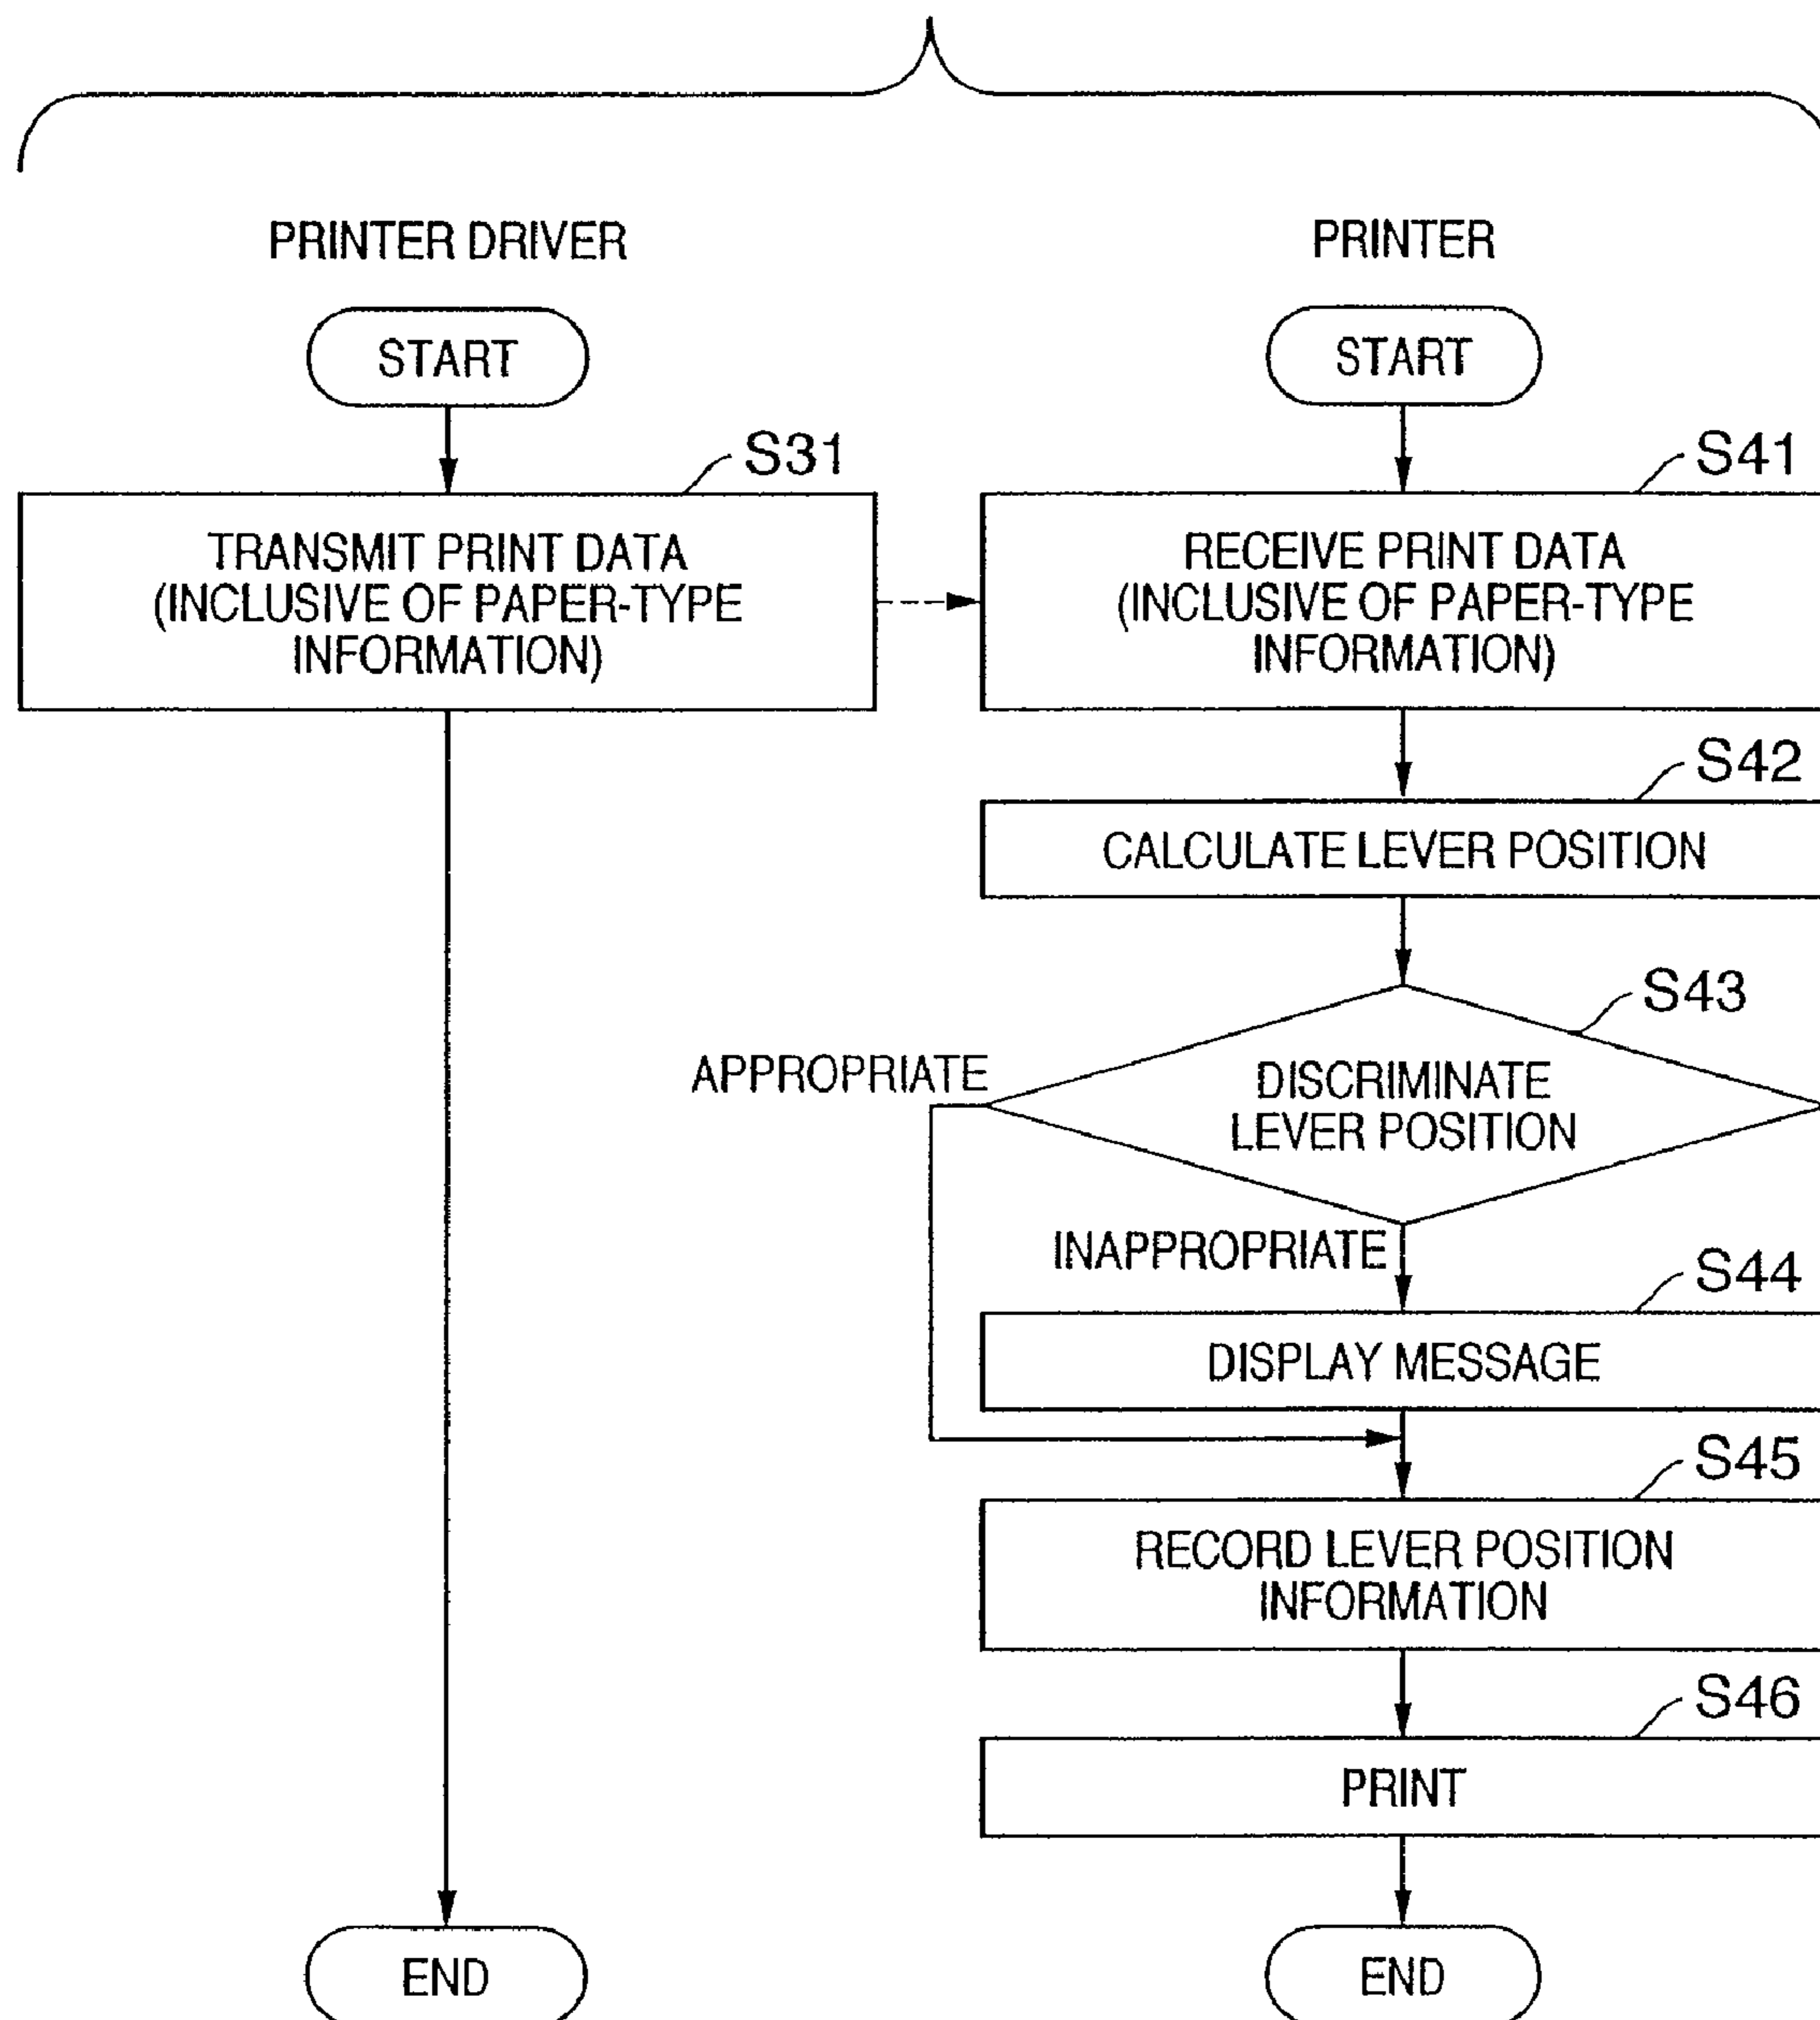 PRINTER DRIVER
START
S31
TRANSMIT PRINT DATA
(INCLUSIVE OF PAPER-TYPE
INFORMATION)
END
PRINTER
START
S41
RECEIVE PRINT DATA
(INCLUSIVE OF PAPER-TYPE
INFORMATION)
S42
CALCULATE LEVER POSITION
S43
DISCRIMINATE
LEVER POSITION
APPROPRIATE
INAPPROPRIATE
S44
DISPLAY MESSAGE
S45
RECORD LEVER POSITION
INFORMATION
S46
PRINT
END